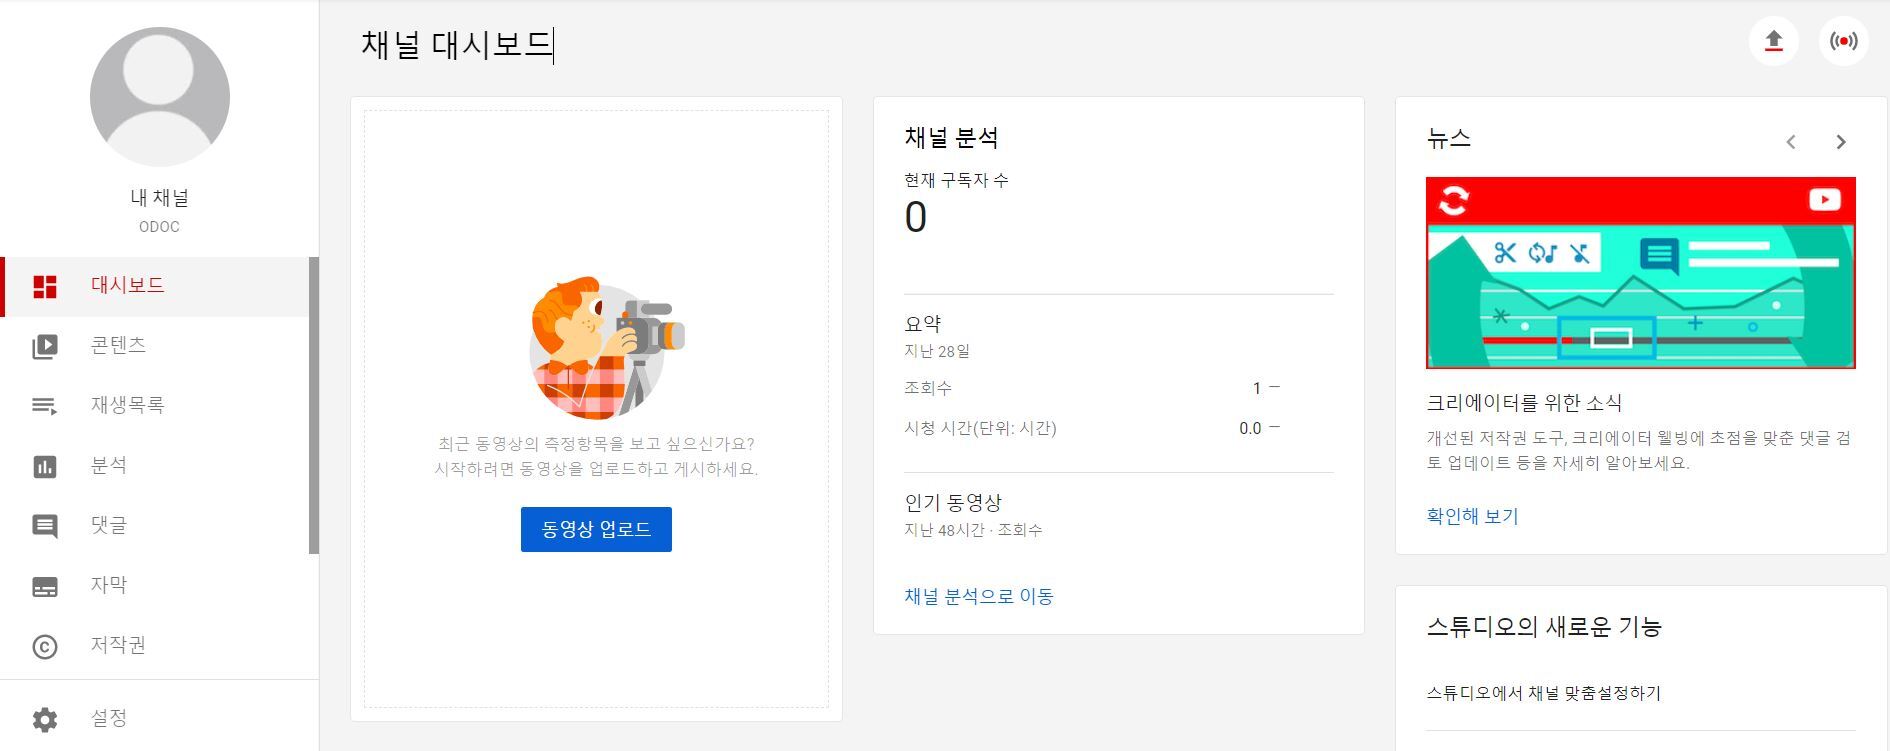 내 채널
ODOC
대시보드
콘텐츠
재생목록
분석
댓글
자막
저작권
설정
채널 대시보드
최근 동영상의 측정항목을 보고 싶으신가요?
시작하려면 동영상을 업로드하고 게시하세요.
동영상 업로드
채널 분석
현재 구독자 수
0
요약
지난 28일
조회수 1 —
시청 시간(단위: 시간) 0.0 —
인기 동영상
지난 48시간 · 조회수
채널 분석으로 이동
뉴스
크리에이터를 위한 소식
개선된 저작권 도구, 크리에이터 웰빙에 초점을 맞춘 댓글 검
토 업데이트 등을 자세히 알아보세요.
확인해 보기
스튜디오의 새로운 기능
스튜디오에서 채널 맞춤설정하기